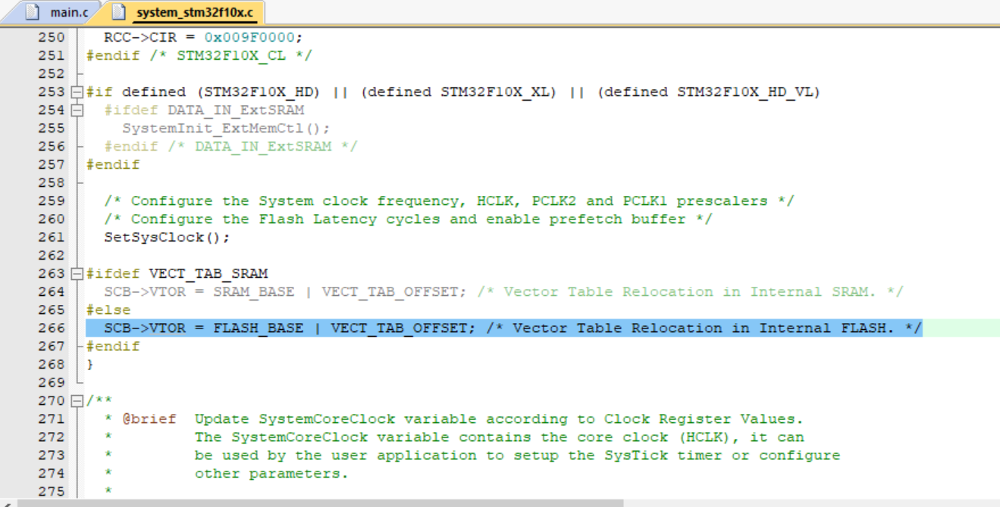 main.c system_stm32f10x.c
250 RCC->CIR = 0x009F0000;
251 #endif /* STM32F10X_CL */
252
253 #if defined (STM32F10X_HD) || (defined STM32F10X_XL) || (defined STM32F10X_HD_VL)
254 #ifdef DATA_IN_ExtSRAM
255 SystemInit_ExtMemCtl();
256 #endif /* DATA_IN_ExtSRAM */
257 #endif
258
259 /* Configure the System clock frequency, HCLK, PCLK2 and PCLK1 prescalers */
260 /* Configure the Flash Latency cycles and enable prefetch buffer */
261 SetSysClock();
262
263 #ifdef VECT_TAB_SRAM
264 SCB->VTOR = SRAM_BASE | VECT_TAB_OFFSET; /* Vector Table Relocation in Internal SRAM. */
265 #else
266 SCB->VTOR = FLASH_BASE | VECT_TAB_OFFSET; /* Vector Table Relocation in Internal FLASH. */
267 #endif
268 }
269
270 /**
271 * @brief Update SystemCoreClock variable according to Clock Register Values.
272 * The SystemCoreClock variable contains the core clock (HCLK), it can
273 * be used by the user application to setup the SysTick timer or configure
274 * other parameters.
275 *